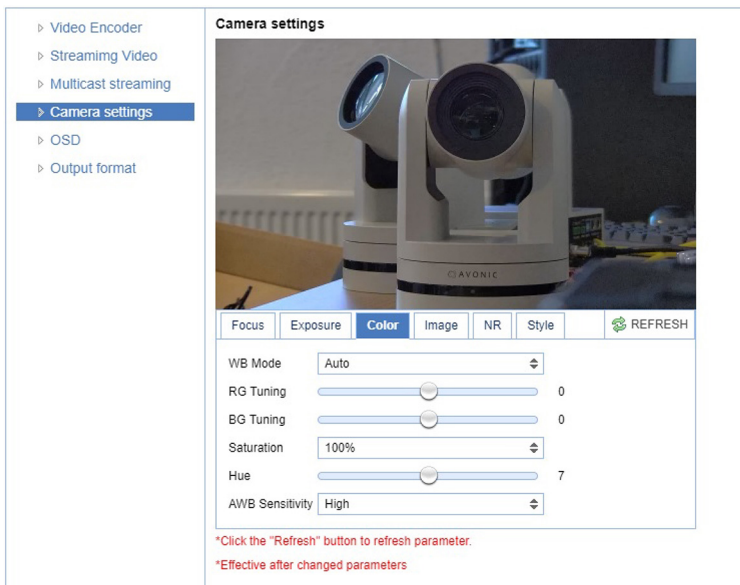 Video Encoder
Streamimg Video
Multicast streaming
Camera settings
OSD
Output format
Camera settings
AVONIC
Focus Exposure Color Image NR Style REFRESH
WB Mode Auto
RG Tuning 0
BG Tuning 0
Saturation 100%
Hue 7
AWB Sensitivity High
*Click the "Refresh" button to refresh parameter.
*Effective after changed parameters